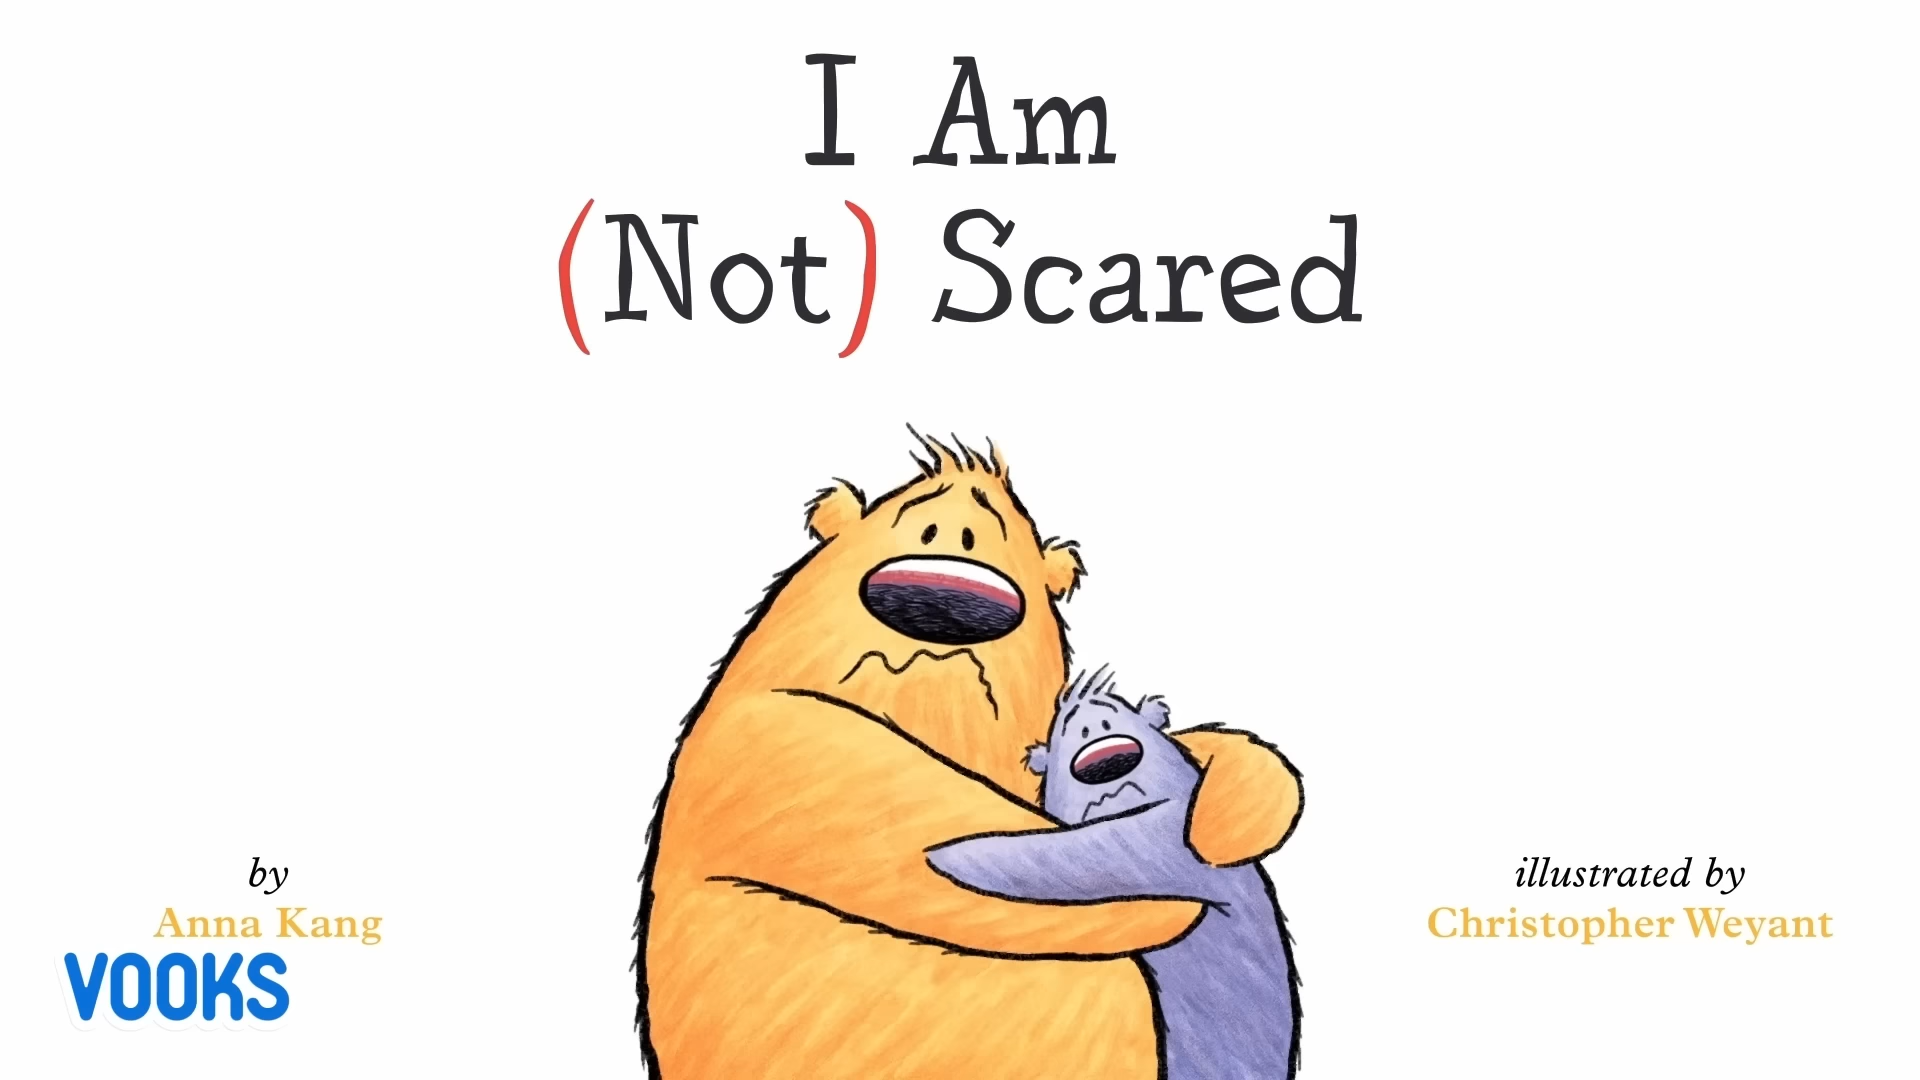 I Am
(Not) Scared
by
Anna Kang
VOOKS
illustrated by
Christopher Weyant